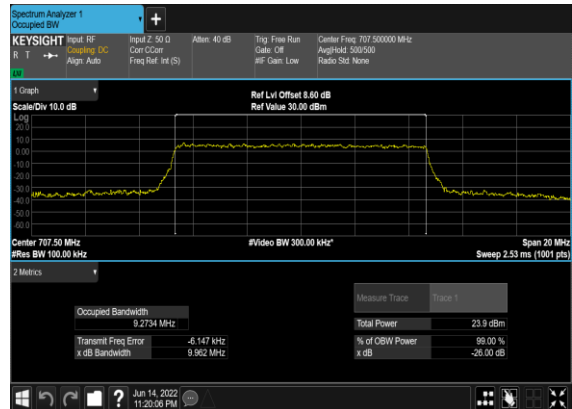 Spectrum Analyzer 1
Occupied BW
+
KEYSIGHT Input: RF Input Z: 50 Ω Atten: 40 dB Trig: Free Run Center Freq: 707.500000 MHz
R T Coupling: DC Corr CCorr Gate: Off Avg|Hold: 500/500
Align: Auto Freq Ref: Int (S) #IF Gain: Low Radio Std: None
1 Graph
Ref Lvl Offset 8.60 dB
Scale/Div 10.0 dB Ref Value 30.00 dBm
Log
20.0
10.0
0.00
-10.0
-20.0
-30.0
-40.0
-50.0
-60.0
Center 707.50 MHz #Video BW 300.00 kHz* Span 20 MHz
#Res BW 100.00 kHz Sweep 2.53 ms (1001 pts)
2 Metrics
Measure Trace Trace 1
Occupied Bandwidth
9.2734 MHz Total Power 23.9 dBm
Transmit Freq Error -6.147 kHz % of OBW Power 99.00 %
x dB Bandwidth 9.962 MHz x dB -26.00 dB
? Jun 14, 2022
11:20:06 PM